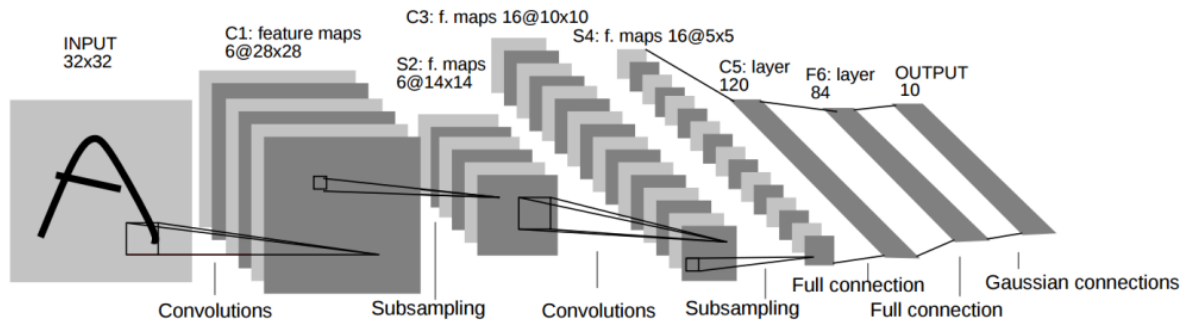 INPUT
32x32
C1: feature maps
6@28x28
S2: f. maps
6@14x14
C3: f. maps 16@10x10
S4: f. maps 16@5x5
C5: layer
120
F6: layer
84
OUTPUT
10
Convolutions
Subsampling
Convolutions
Subsampling
Full connection
Full connection
Gaussian connections